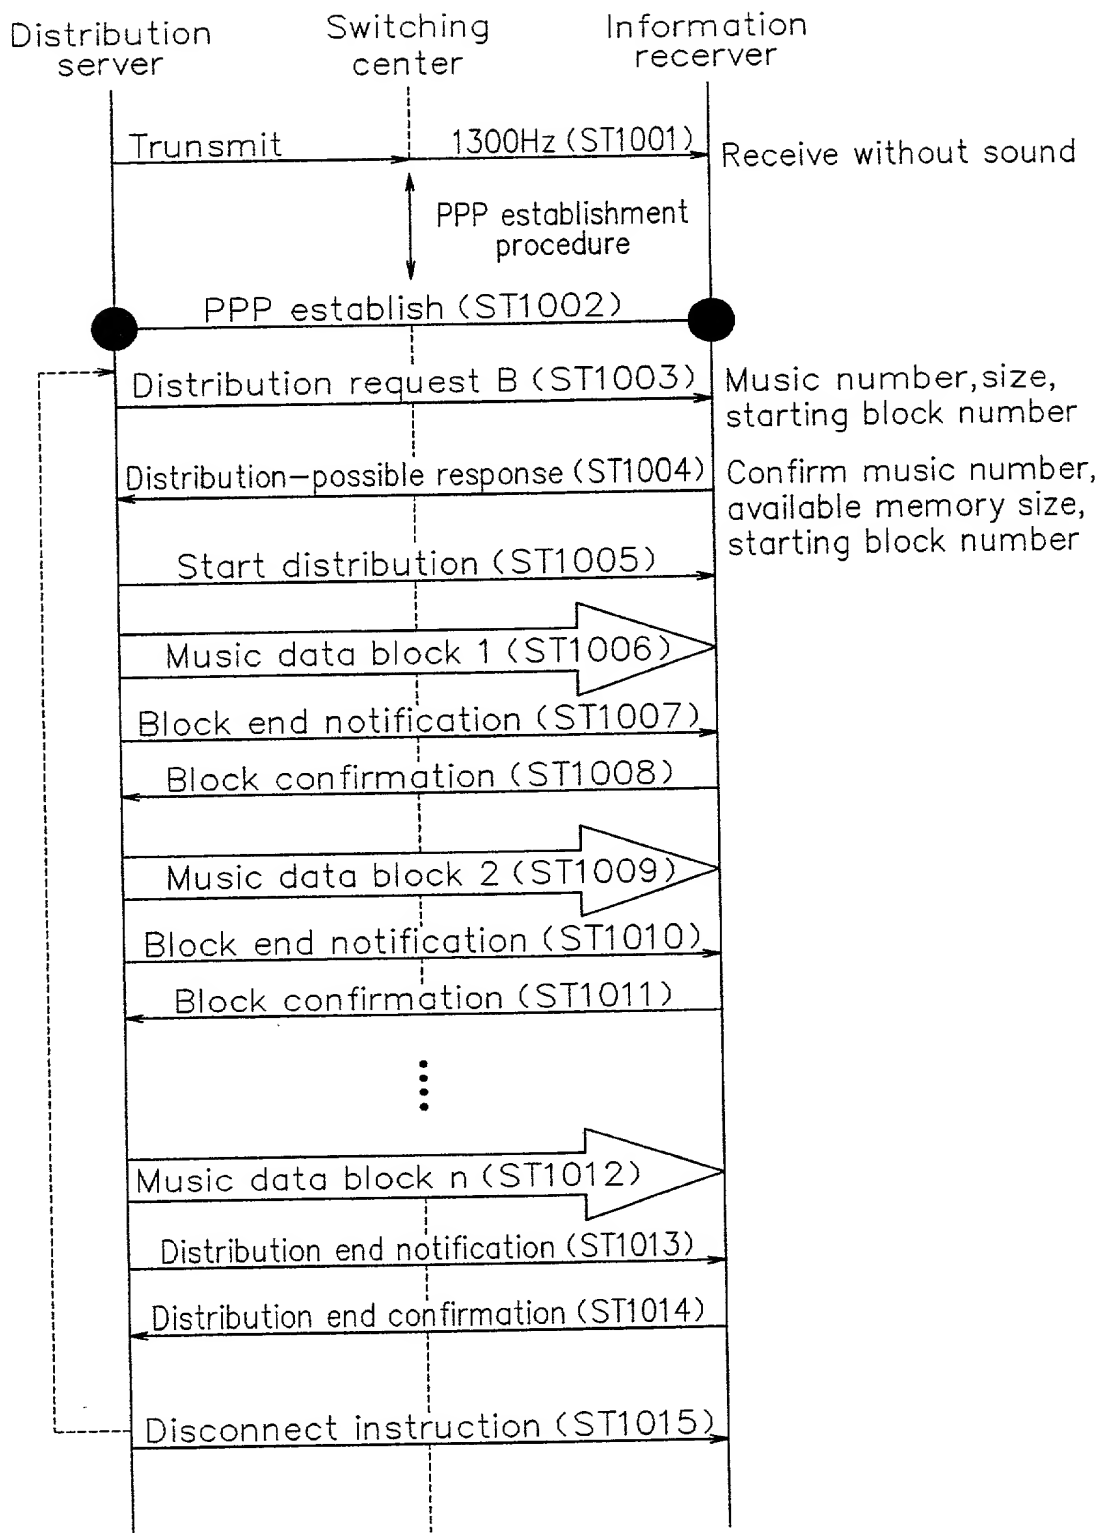 Distribution
server
Switching
center
Information
recerver
Trunsmit
1300Hz (ST1001)
Receive without sound
PPP establishment
procedure
PPP establish (ST1002)
Distribution request B (ST1003)
Music number, size,
starting block number
Distribution-possible response (ST1004)
Confirm music number,
available memory size,
starting block number
Start distribution (ST1005)
Music data block 1 (ST1006)
Block end notification (ST1007)
Block confirmation (ST1008)
Music data block 2 (ST1009)
Block end notification (ST1010)
Block confirmation (ST1011)
Music data block n (ST1012)
Distribution end notification (ST1013)
Distribution end confirmation (ST1014)
Disconnect instruction (ST1015)